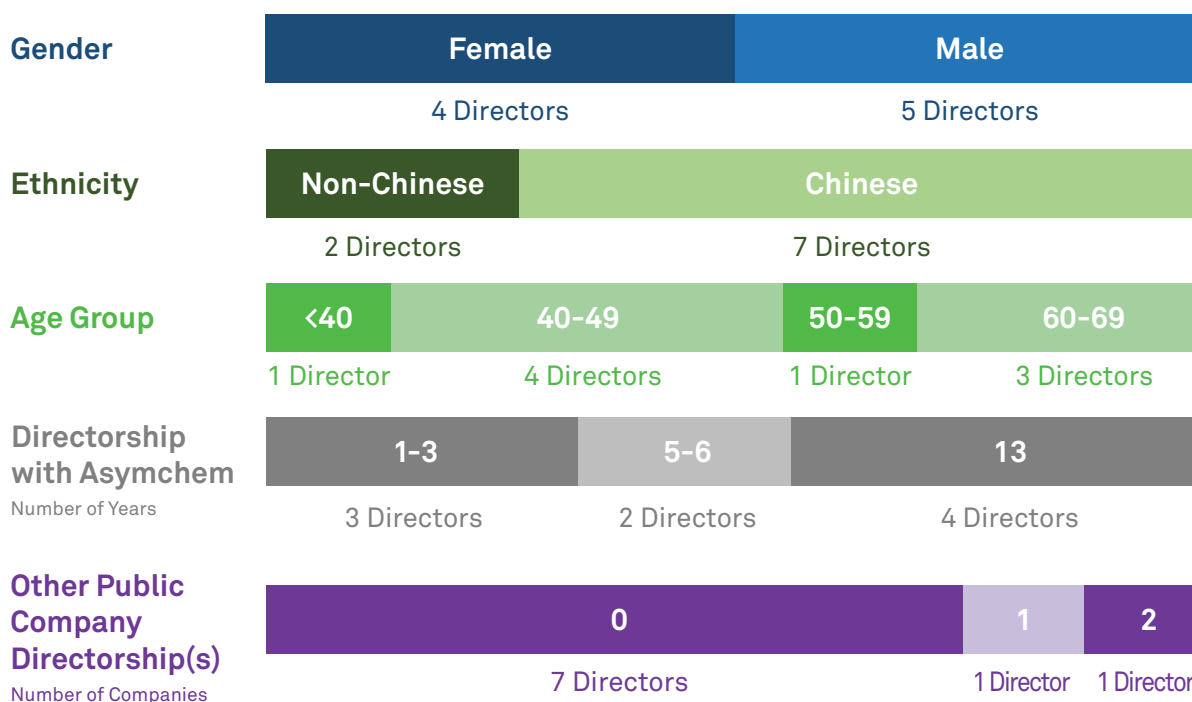 Gender
Female
Male
4 Directors
5 Directors
Ethnicity
Non-Chinese
Chinese
2 Directors
7 Directors
Age Group
<40
40-49
50-59
60-69
1 Director
4 Directors
1 Director
3 Directors
Directorship
with Asymchem
Number of Years
1-3
5-6
13
3 Directors
2 Directors
4 Directors
Other Public
Company
Directorship(s)
Number of Companies
0
1
2
7 Directors
1 Director
1 Director